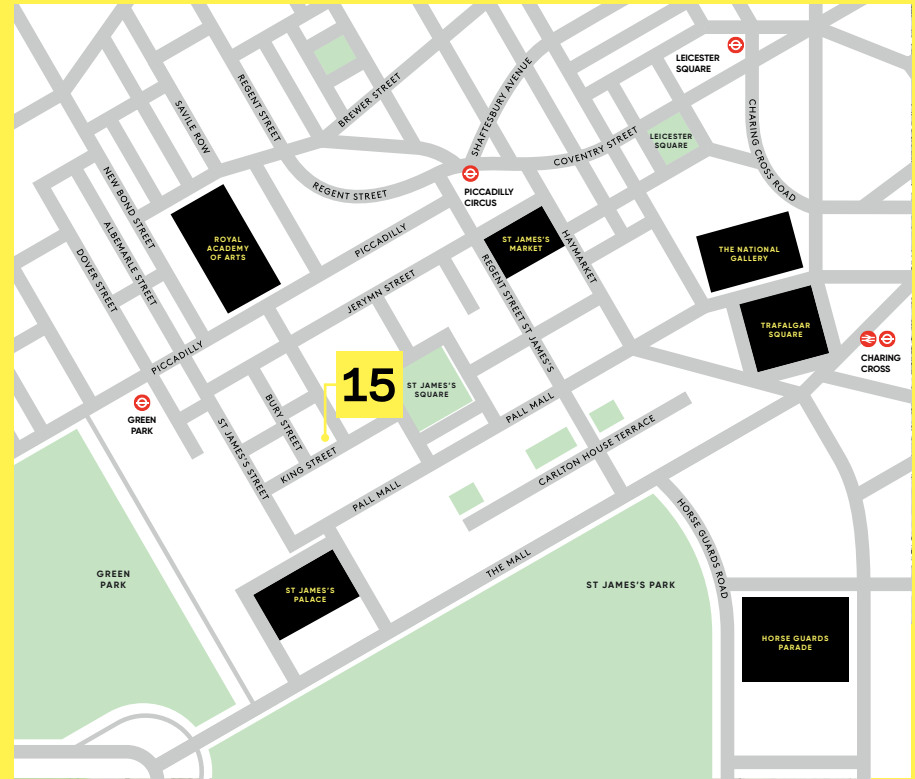 LEICESTER
SQUARE
SAVILE ROW
REGENT STREET
BREWER STREET
SHAFTESBURY AVENUE
COVENTRY STREET
LEICESTER
SQUARE
CHARING CROSS ROAD
NEW BOND STREET
ALBEMARLE STREET
DOVER STREET
ROYAL
ACADEMY
OF ARTS
REGENT STREET
PICCADILLY
CIRCUS
PICCADILLY
JERYMN STREET
ST JAMES'S
MARKET
HAYMARKET
REGENT STREET ST JAMES'S
THE NATIONAL
GALLERY
TRAFALGAR
SQUARE
CHARING
CROSS
PICCADILLY
GREEN
PARK
15
ST JAMES'S
SQUARE
BURY STREET
ST JAMES'S STREET
KING STREET
PALL MALL
PALL MALL
CARLTON HOUSE TERRACE
THE MALL
HORSE GUARDS ROAD
GREEN
PARK
ST JAMES'S
PALACE
ST JAMES'S PARK
HORSE GUARDS
PARADE